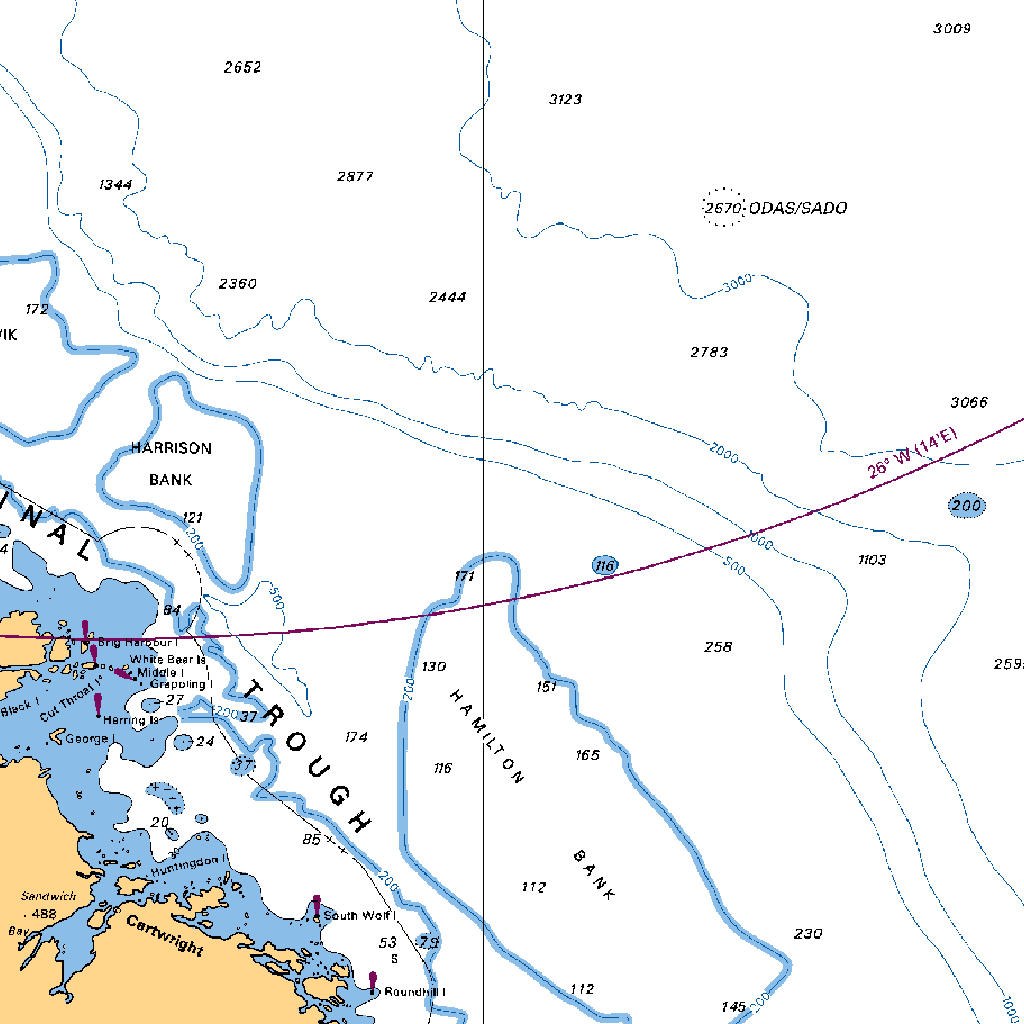 3009
2652
3123
2877
1344
2670 ODAS/SADO
2360
3000
2444
172
2783
3066
HARRISON
BANK
2000
26° W (14'E)
200
121
200
INAL
4
1000
500
1103
116
171
500
84
Brig Harbour I
White Bear Is
Middle I
Grappling I
258
2592
130
200
151
27
Black I
Cut Throat I
Herring Is
200
37
TROUGH
HAMILTON
George I
24
174
165
37
116
20
85
Huntingdon I
200
BANK
112
Sandwich
488
Bay
South Wolf I
Cartwright
53
79
S
230
Roundhill I
112
145
200
1000